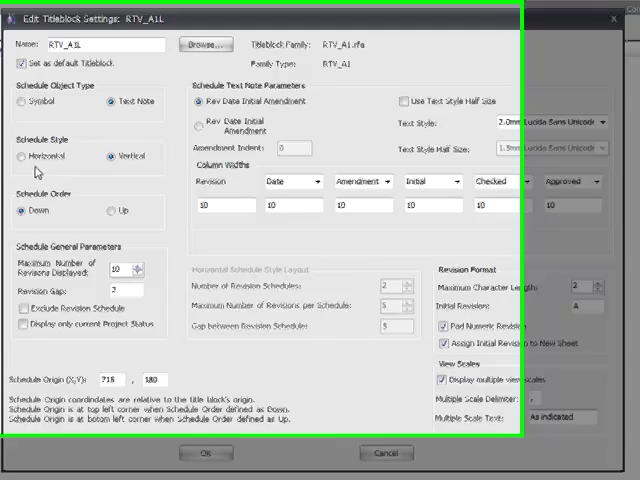 Edit Titleblock Settings: RTV_A1L
Name: RTV_A1L Browse... Titleblock Family: RTV_A1.rfa
Set as default Titleblock. Family Type: RTV_A1
Schedule Object Type
Symbol Text Note
Schedule Style
Horizontal Vertical
Schedule Order
Down Up
Schedule General Parameters
Maximum Number of
Revisons Displayed: 10
Revision Gap: 2
Exclude Revision Schedule
Display only current Project Status
Schedule Text Note Parameters
Rev Date Initial Amendment Use Text Style Half Size
Rev Date Initial
Amendment
Text Style: 2.0mm Lucida Sans Unicode
Amendment Indent: 0 Text Style Half Size: 1.5mm Lucida Sans Unicode
Column Widths
Revision Date Amendment Initial Checked Approved
10 10 10 10 10 10
Horizontal Schedule Style Layout
Number of Revision Schedules: 2
Maximum Number of Revisions per Schedule: 5
Gap between Revision Schedule: 5
Revision Format
Maximum Character Length: 2
Initial Revision: A
Pad Numeric Revision
Assign Initial Revision to New Sheet
View Scales
Display multiple view scales
Multiple Scale Delimiter: ,
Multiple Scale Text: As indicated
Schedule Origin (X,Y): 715 , 180
Schedule Origin coordinates are relative to the title block's origin.
Schedule Origin is at top left corner when Schedule Order defined as Down.
Schedule Origin is at bottom left corner when Schedule Order defined as Up.
OK Cancel